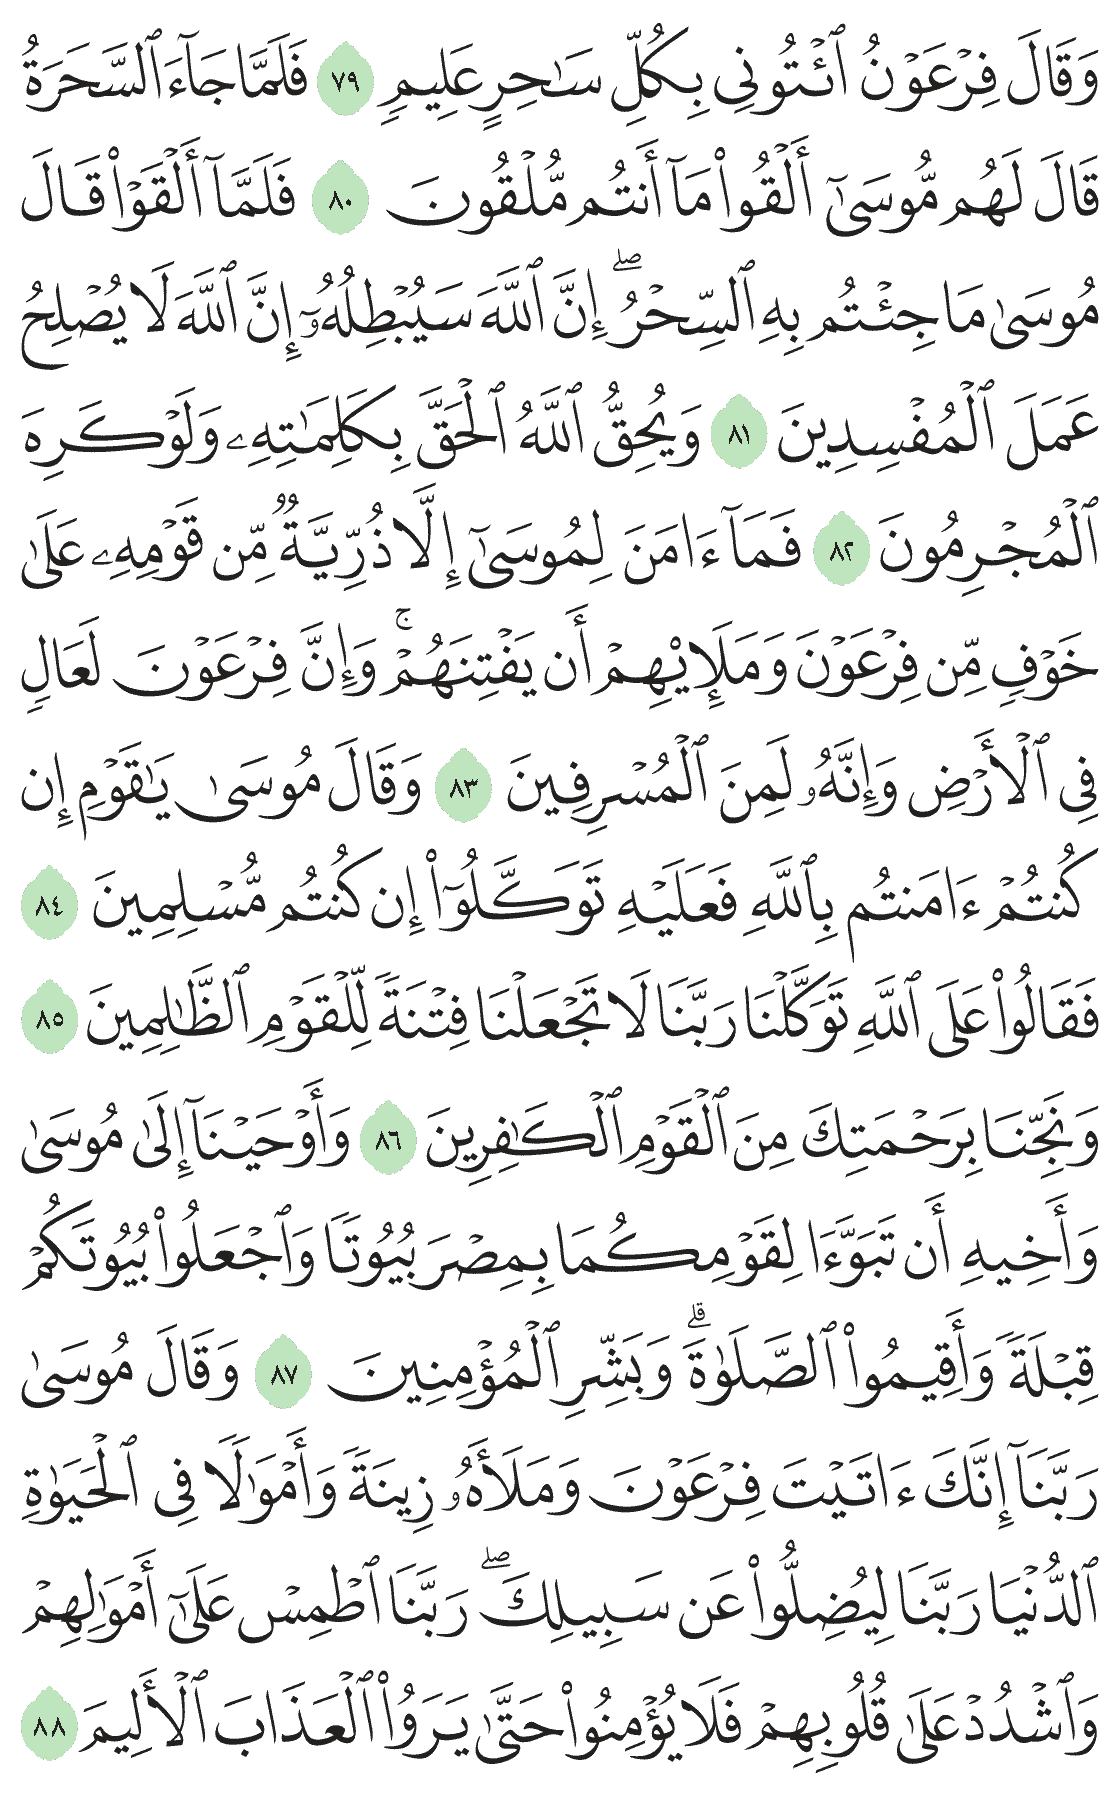 وَقَالَ فِرْعَوْنُ ٱئْتُونِى بِكُلِّ سَٰحِرٍ عَلِيمٍ ٧٩ فَلَمَّا جَآءَ ٱلسَّحَرَةُ
قَالَ لَهُم مُّوسَىٰٓ أَلْقُوا۟ مَآ أَنتُم مُّلْقُونَ ٨٠ فَلَمَّآ أَلْقَوْا۟ قَالَ
مُوسَىٰ مَا جِئْتُم بِهِ ٱلسِّحْرُ ۖ إِنَّ ٱللَّهَ سَيُبْطِلُهُۥٓ إِنَّ ٱللَّهَ لَا يُصْلِحُ
عَمَلَ ٱلْمُفْسِدِينَ ٨١ وَيُحِقُّ ٱللَّهُ ٱلْحَقَّ بِكَلِمَٰتِهِۦ وَلَوْ كَرِهَ
ٱلْمُجْرِمُونَ ٨٢ فَمَآ ءَامَنَ لِمُوسَىٰٓ إِلَّا ذُرِّيَّةٌ مِّن قَوْمِهِۦ عَلَىٰ
خَوْفٍ مِّن فِرْعَوْنَ وَمَلَإِي۟هِمْ أَن يَفْتِنَهُمْ ۚ وَإِنَّ فِرْعَوْنَ لَعَالٍ
فِى ٱلْأَرْضِ وَإِنَّهُۥ لَمِنَ ٱلْمُسْرِفِينَ ٨٣ وَقَالَ مُوسَىٰ يَٰقَوْمِ إِن
كُنتُمْ ءَامَنتُم بِٱللَّهِ فَعَلَيْهِ تَوَكَّلُوٓا۟ إِن كُنتُم مُّسْلِمِينَ ٨٤
فَقَالُوا۟ عَلَى ٱللَّهِ تَوَكَّلْنَا رَبَّنَا لَا تَجْعَلْنَا فِتْنَةً لِّلْقَوْمِ ٱلظَّٰلِمِينَ ٨٥
وَنَجِّنَا بِرَحْمَتِكَ مِنَ ٱلْقَوْمِ ٱلْكَٰفِرِينَ ٨٦ وَأَوْحَيْنَآ إِلَىٰ مُوسَىٰ
وَأَخِيهِ أَن تَبَوَّءَا لِقَوْمِكُمَا بِمِصْرَ بُيُوتًا وَٱجْعَلُوا۟ بُيُوتَكُمْ
قِبْلَةً وَأَقِيمُوا۟ ٱلصَّلَوٰةَ ۗ وَبَشِّرِ ٱلْمُؤْمِنِينَ ٨٧ وَقَالَ مُوسَىٰ
رَبَّنَآ إِنَّكَ ءَاتَيْتَ فِرْعَوْنَ وَمَلَأَهُۥ زِينَةً وَأَمْوَٰلًا فِى ٱلْحَيَوٰةِ
ٱلدُّنْيَا رَبَّنَا لِيُضِلُّوا۟ عَن سَبِيلِكَ ۖ رَبَّنَا ٱطْمِسْ عَلَىٰٓ أَمْوَٰلِهِمْ
وَٱشْدُدْ عَلَىٰ قُلُوبِهِمْ فَلَا يُؤْمِنُوا۟ حَتَّىٰ يَرَوُا۟ ٱلْعَذَابَ ٱلْأَلِيمَ ٨٨